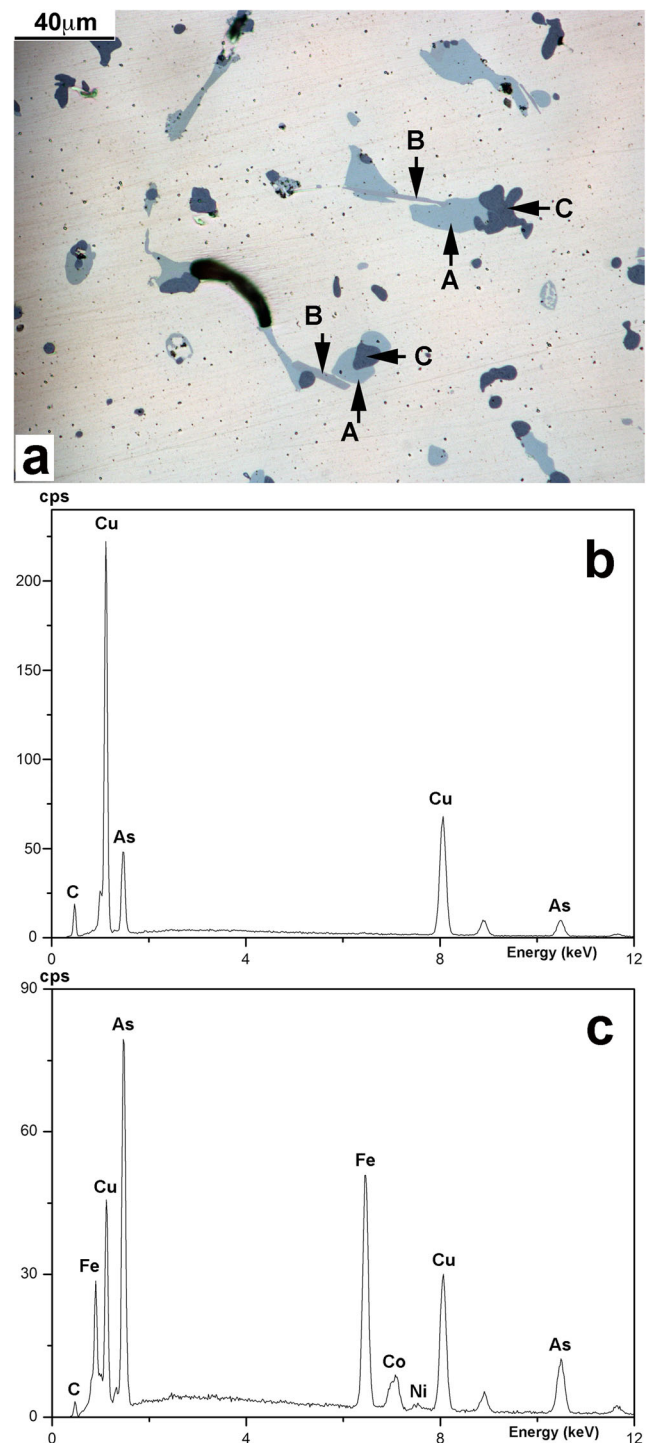 40μm
B
C
A
B
C
A
a
cps
Cu
b
200
150
100
As
Cu
50
C
As
0
0 4 8 Energy (keV) 12
cps
90
As
c
60
Fe
Cu
Fe
30
Cu
Co
As
C
Ni
0
0 4 8 Energy (keV) 12